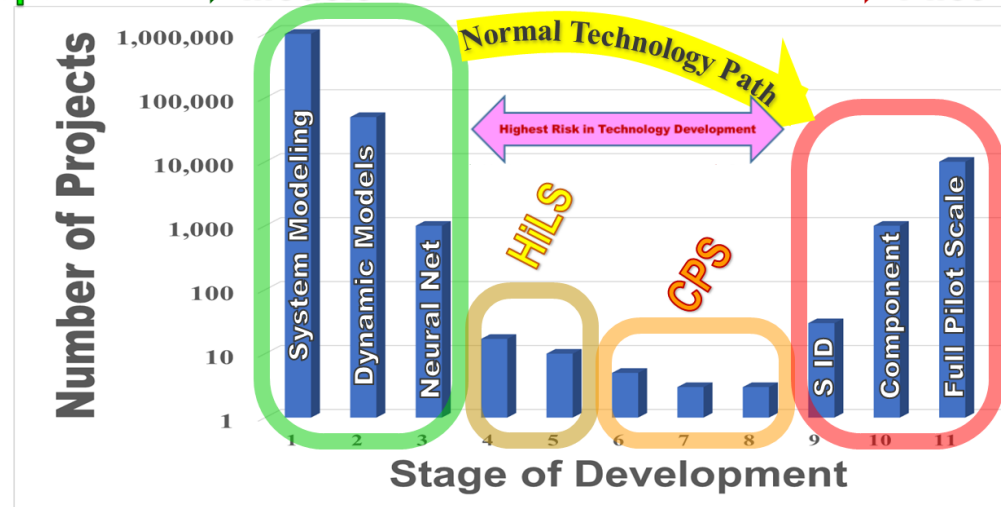 Number of Projects
1,000,000
100,000
10,000
1,000
100
10
1
Normal Technology Path
Highest Risk in Technology Development
HiLS
CPS
System Modeling
Dynamic Models
Neural Net
S ID
Component
Full Pilot Scale
1 2 3 4 5 6 7 8 9 10 11
Stage of Development